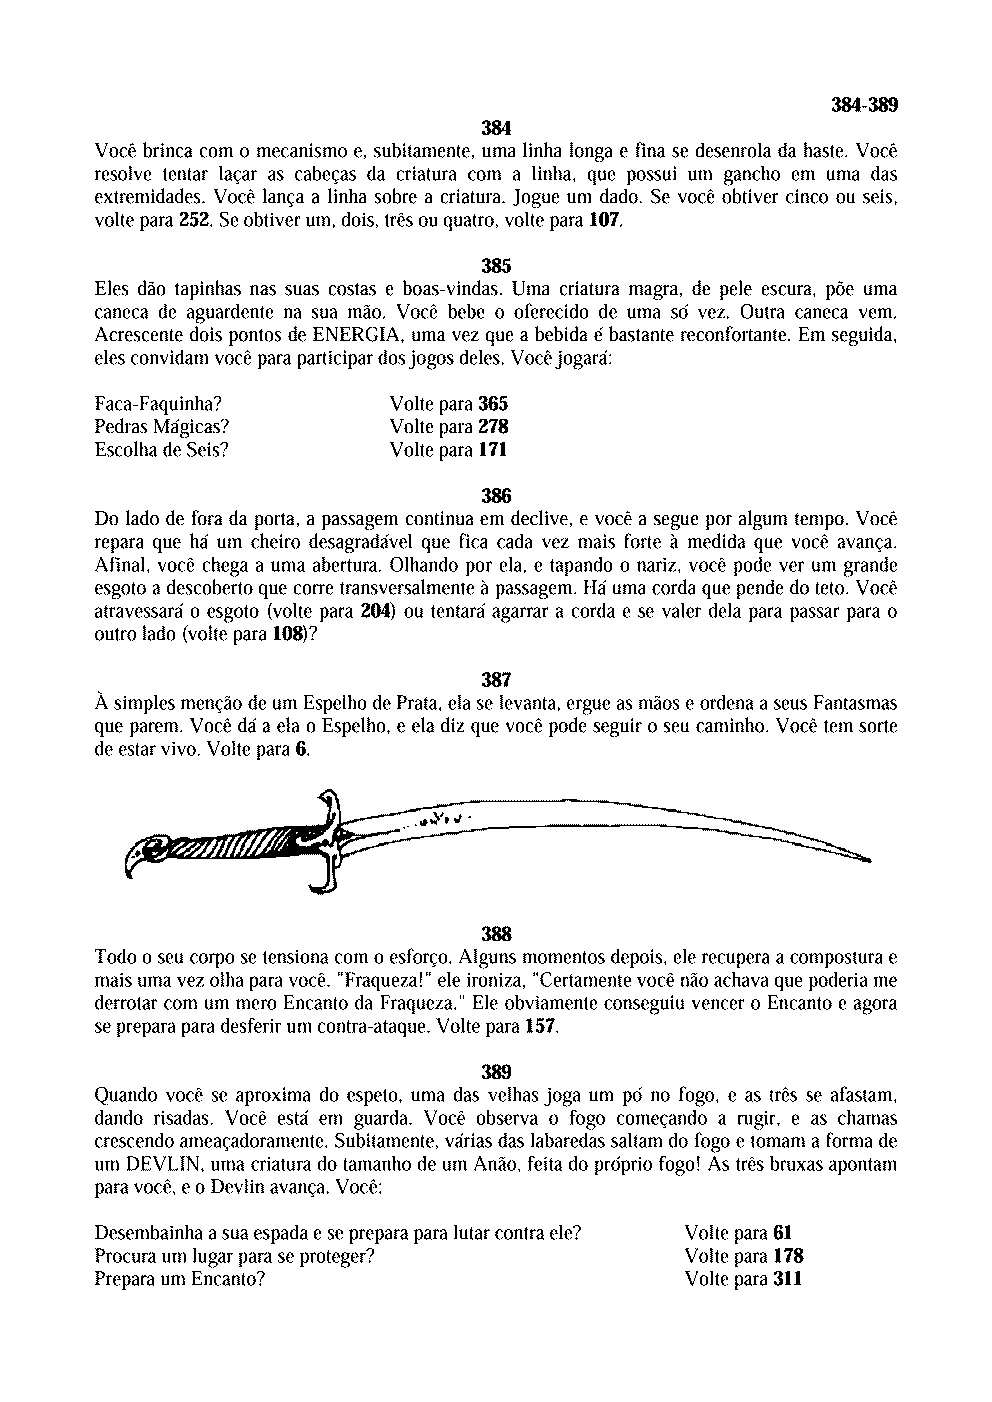 384-389
384
Você brinca com o mecanismo e, subitamente, uma linha longa e fina se desenrola da haste. Você
resolve tentar laçar as cabeças da criatura com a linha, que possui um gancho em uma das
extremidades. Você lança a linha sobre a criatura. Jogue um dado. Se você obtiver cinco ou seis,
volte para 252. Se obtiver um, dois, três ou quatro, volte para 107.
385
Eles dão tapinhas nas suas costas e boas-vindas. Uma criatura magra, de pele escura, põe uma
caneca de aguardente na sua mão. Você bebe o oferecido de uma só vez. Outra caneca vem.
Acrescente dois pontos de ENERGIA, uma vez que a bebida é bastante reconfortante. Em seguida,
eles convidam você para participar dos jogos deles. Você jogará:
Faca-Faquinha? Volte para 365
Pedras Mágicas? Volte para 278
Escolha de Seis? Volte para 171
386
Do lado de fora da porta, a passagem continua em declive, e você a segue por algum tempo. Você
repara que há um cheiro desagradável que fica cada vez mais forte à medida que você avança.
Afinal, você chega a uma abertura. Olhando por ela, e tapando o nariz, você pode ver um grande
esgoto a descoberto que corre transversalmente à passagem. Há uma corda que pende do teto. Você
atravessará o esgoto (volte para 204) ou tentará agarrar a corda e se valer dela para passar para o
outro lado (volte para 108)?
387
À simples menção de um Espelho de Prata, ela se levanta, ergue as mãos e ordena a seus Fantasmas
que parem. Você dá a ela o Espelho, e ela diz que você pode seguir o seu caminho. Você tem sorte
de estar vivo. Volte para 6.
388
Todo o seu corpo se tensiona com o esforço. Alguns momentos depois, ele recupera a compostura e
mais uma vez olha para você. "Fraqueza!" ele ironiza, "Certamente você não achava que poderia me
derrotar com um mero Encanto da Fraqueza." Ele obviamente conseguiu vencer o Encanto e agora
se prepara para desferir um contra-ataque. Volte para 157.
389
Quando você se aproxima do espeto, uma das velhas joga um pó no fogo, e as três se afastam,
dando risadas. Você está em guarda. Você observa o fogo começando a rugir, e as chamas
crescendo ameaçadoramente. Subitamente, várias das labaredas saltam do fogo e tomam a forma de
um DEVLIN, uma criatura do tamanho de um Anão, feita do próprio fogo! As três bruxas apontam
para você, e o Devlin avança. Você:
Desembainha a sua espada e se prepara para lutar contra ele? Volte para 61
Procura um lugar para se proteger? Volte para 178
Prepara um Encanto? Volte para 311